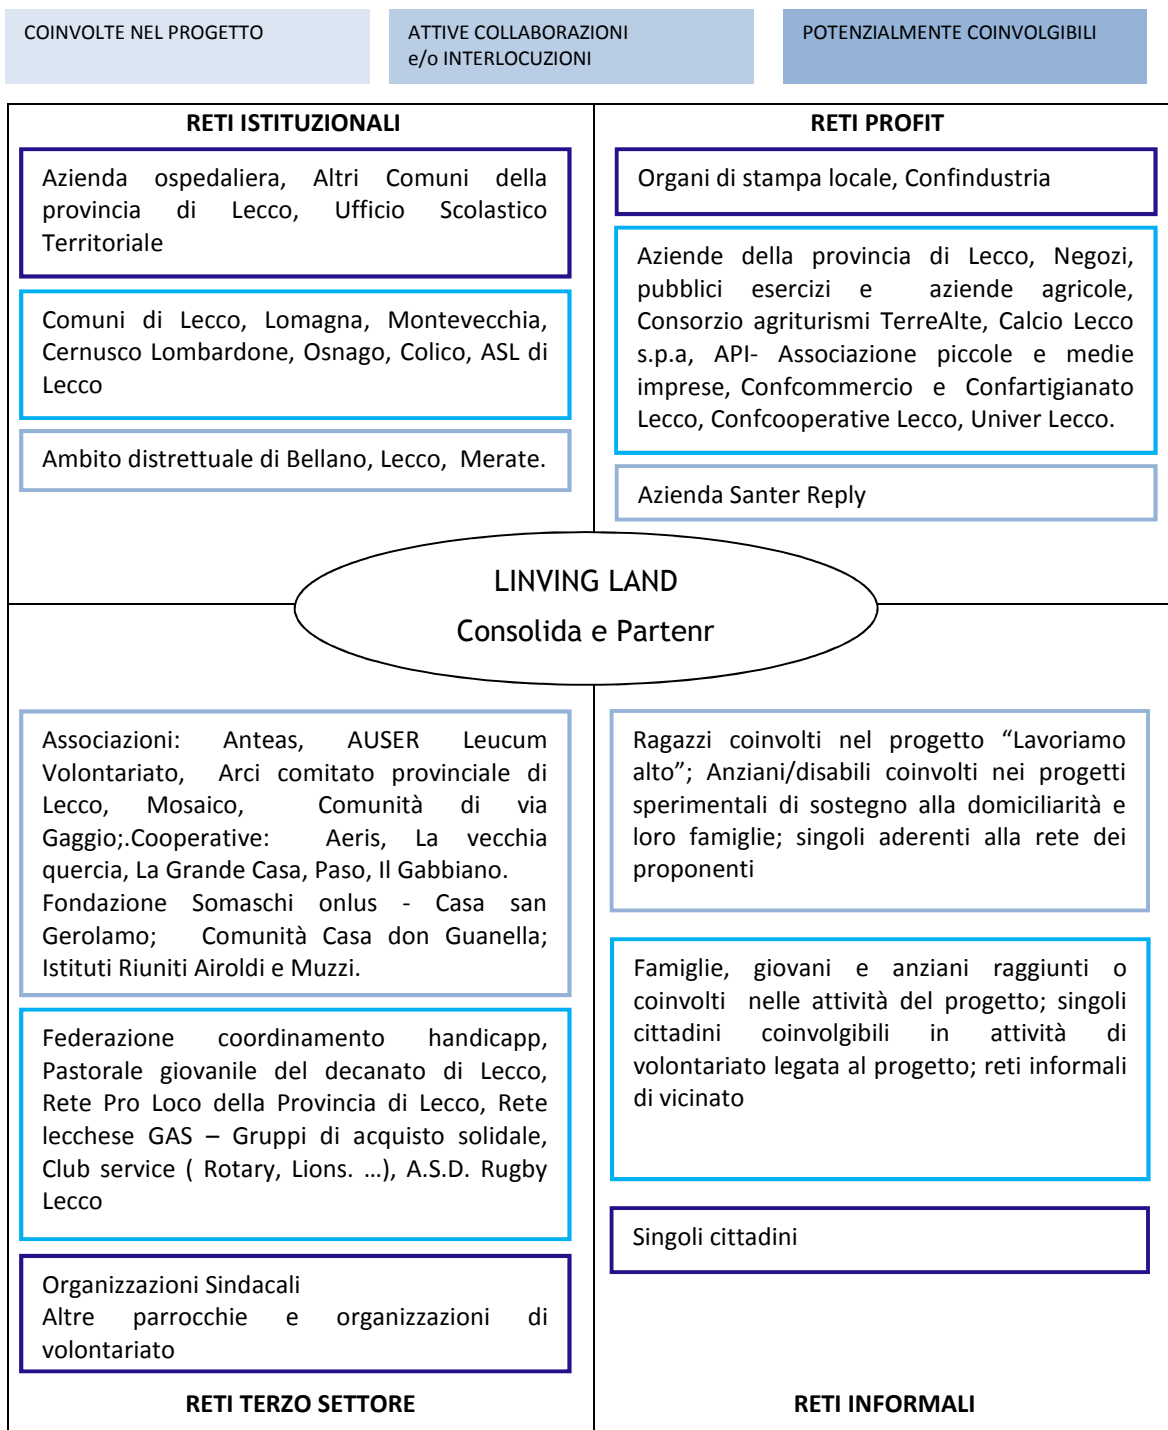 COINVOLTE NEL PROGETTO
ATTIVE COLLABORAZIONI
e/o INTERLOCUZIONI
POTENZIALMENTE COINVOLGIBILI
RETI ISTITUZIONALI
Azienda ospedaliera, Altri Comuni della
provincia di Lecco, Ufficio Scolastico
Territoriale
Comuni di Lecco, Lomagna, Montevecchia,
Cernusco Lombardone, Osnago, Colico, ASL di
Lecco
Ambito distrettuale di Bellano, Lecco, Merate.
RETI PROFIT
Organi di stampa locale, Confindustria
Aziende della provincia di Lecco, Negozi,
pubblici esercizi e aziende agricole,
Consorzio agriturismi TerreAlte, Calcio Lecco
s.p.a, API- Associazione piccole e medie
imprese, Confcommercio e Confartigianato
Lecco, Confcooperative Lecco, Univer Lecco.
Azienda Santer Reply
LINVING LAND
Consolida e Partenr
Associazioni: Anteas, AUSER Leucum
Volontariato, Arci comitato provinciale di
Lecco, Mosaico, Comunità di via
Gaggio;.Cooperative: Aeris, La vecchia
quercia, La Grande Casa, Paso, Il Gabbiano.
Fondazione Somaschi onlus - Casa san
Gerolamo; Comunità Casa don Guanella;
Istituti Riuniti Airoldi e Muzzi.
Federazione coordinamento handicapp,
Pastorale giovanile del decanato di Lecco,
Rete Pro Loco della Provincia di Lecco, Rete
lecchese GAS – Gruppi di acquisto solidale,
Club service ( Rotary, Lions. …), A.S.D. Rugby
Lecco
Organizzazioni Sindacali
Altre parrocchie e organizzazioni di
volontariato
RETI TERZO SETTORE
Ragazzi coinvolti nel progetto “Lavoriamo
alto”; Anziani/disabili coinvolti nei progetti
sperimentali di sostegno alla domiciliarità e
loro famiglie; singoli aderenti alla rete dei
proponenti
Famiglie, giovani e anziani raggiunti o
coinvolti nelle attività del progetto; singoli
cittadini coinvolgibili in attività di
volontariato legata al progetto; reti informali
di vicinato
Singoli cittadini
RETI INFORMALI